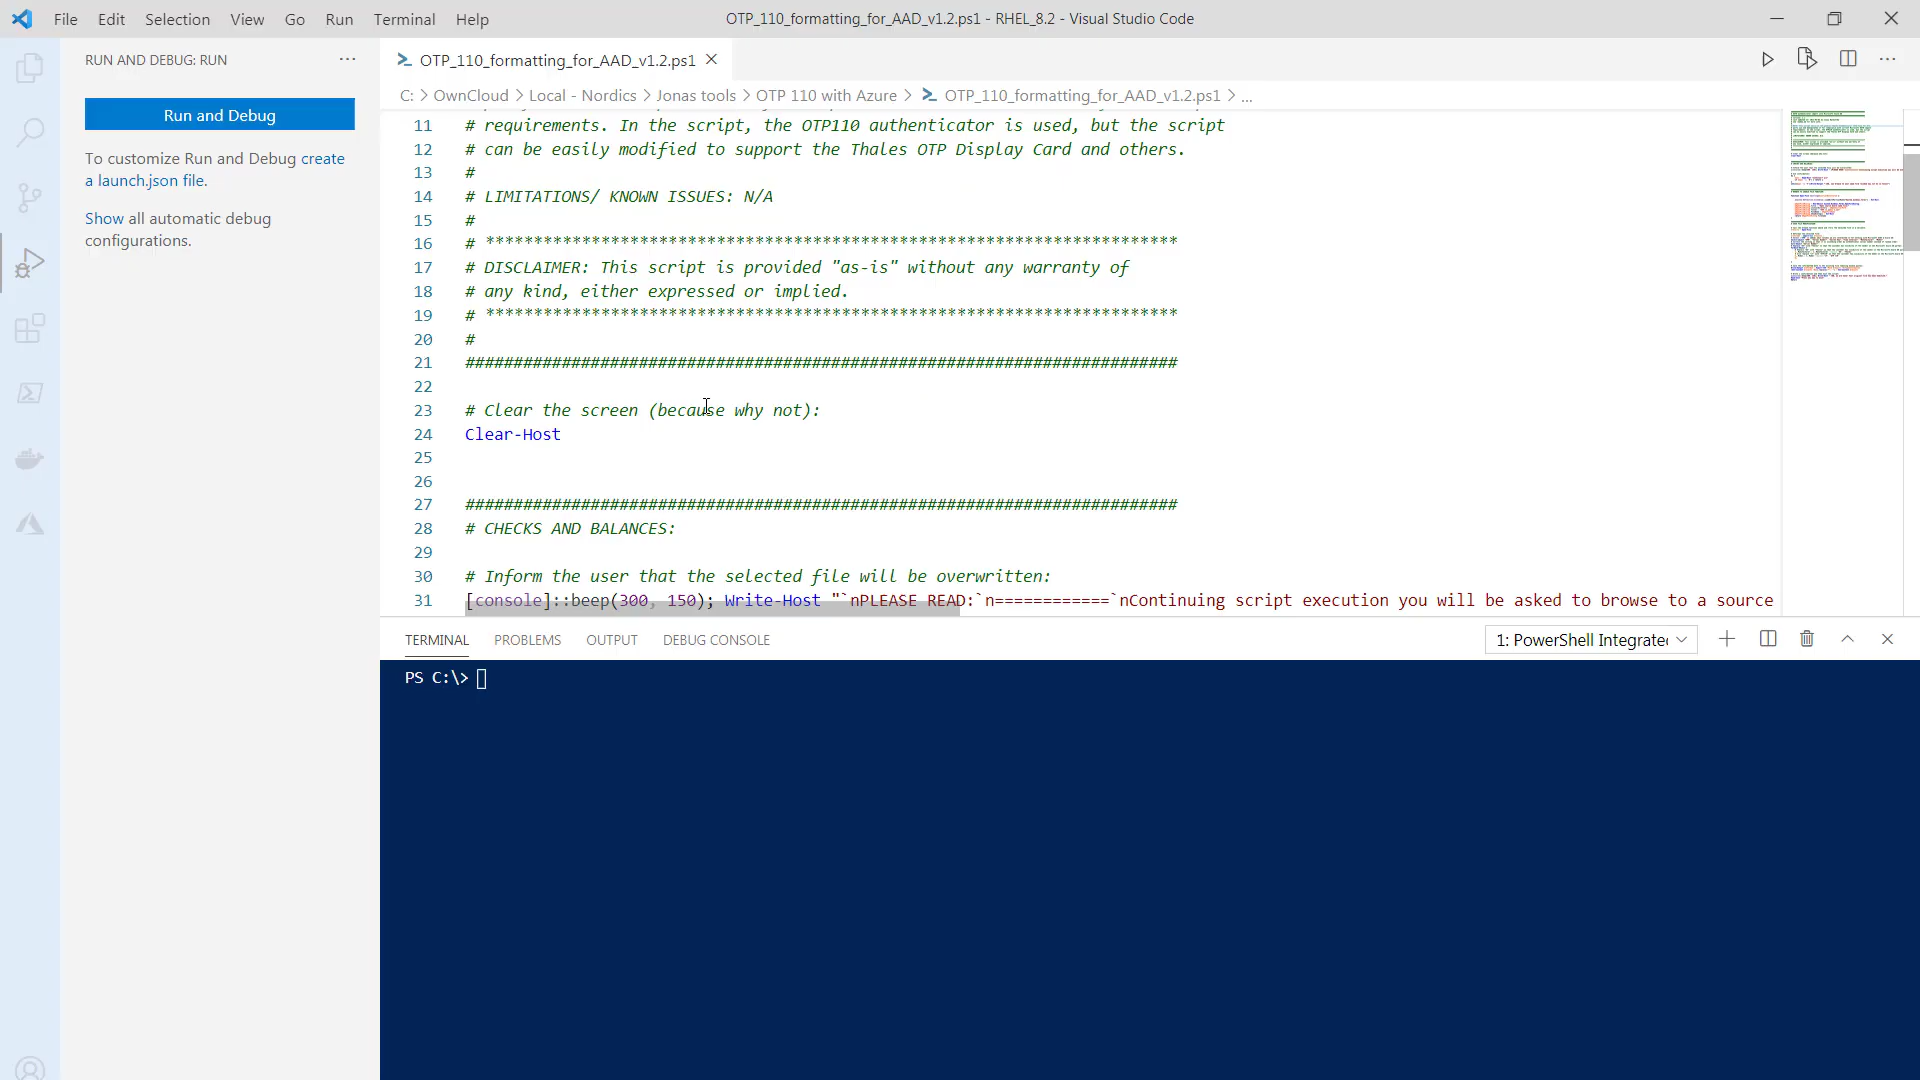 File Edit Selection View Go Run Terminal Help
OTP_110_formatting_for_AAD_v1.2.ps1 - RHEL_8.2 - Visual Studio Code
RUN AND DEBUG: RUN
Run and Debug
To customize Run and Debug create
a launch.json file.
Show all automatic debug
configurations.
OTP_110_formatting_for_AAD_v1.2.ps1
C: > OwnCloud > Local - Nordics > Jonas tools > OTP 110 with Azure > OTP_110_formatting_for_AAD_v1.2.ps1 > ...
11 # requirements. In the script, the OTP110 authenticator is used, but the script
12 # can be easily modified to support the Thales OTP Display Card and others.
13 #
14 # LIMITATIONS/ KNOWN ISSUES: N/A
15 #
16 # ************************************************************************
17 # DISCLAIMER: This script is provided "as-is" without any warranty of
18 # any kind, either expressed or implied.
19 # ************************************************************************
20 #
21 ##########################################################################
22
23 # Clear the screen (because why not):
24 Clear-Host
25
26
27 ##########################################################################
28 # CHECKS AND BALANCES:
29
30 # Inform the user that the selected file will be overwritten:
31 [console]::beep(300, 150); Write-Host "`nPLEASE READ:`n============`nContinuing script execution you will be asked to browse to a source
TERMINAL PROBLEMS OUTPUT DEBUG CONSOLE
1: PowerShell Integrate
PS C:\>